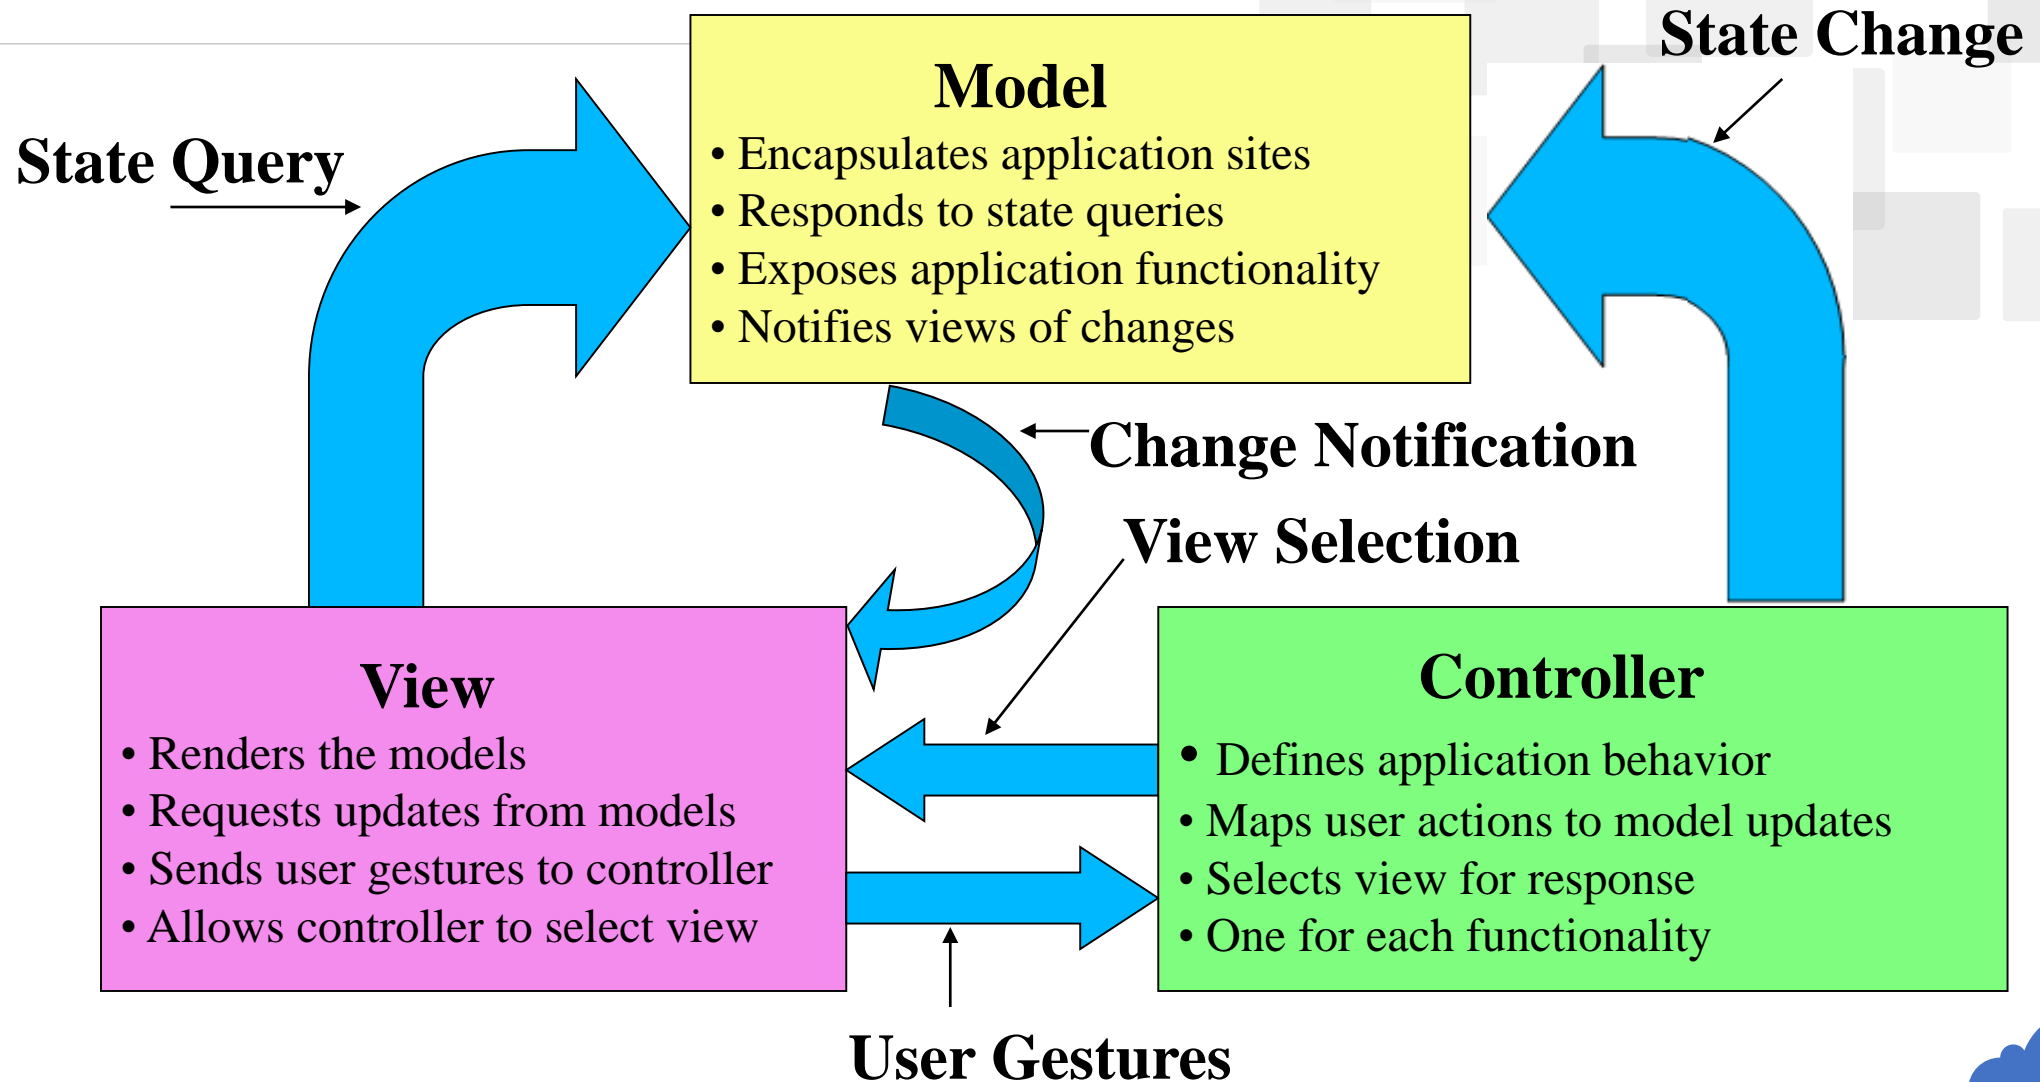 State Change
Model
• Encapsulates application sites
• Responds to state queries
• Exposes application functionality
• Notifies views of changes
State Query
Change Notification
View Selection
View
• Renders the models
• Requests updates from models
• Sends user gestures to controller
• Allows controller to select view
Controller
• Defines application behavior
• Maps user actions to model updates
• Selects view for response
• One for each functionality
User Gestures